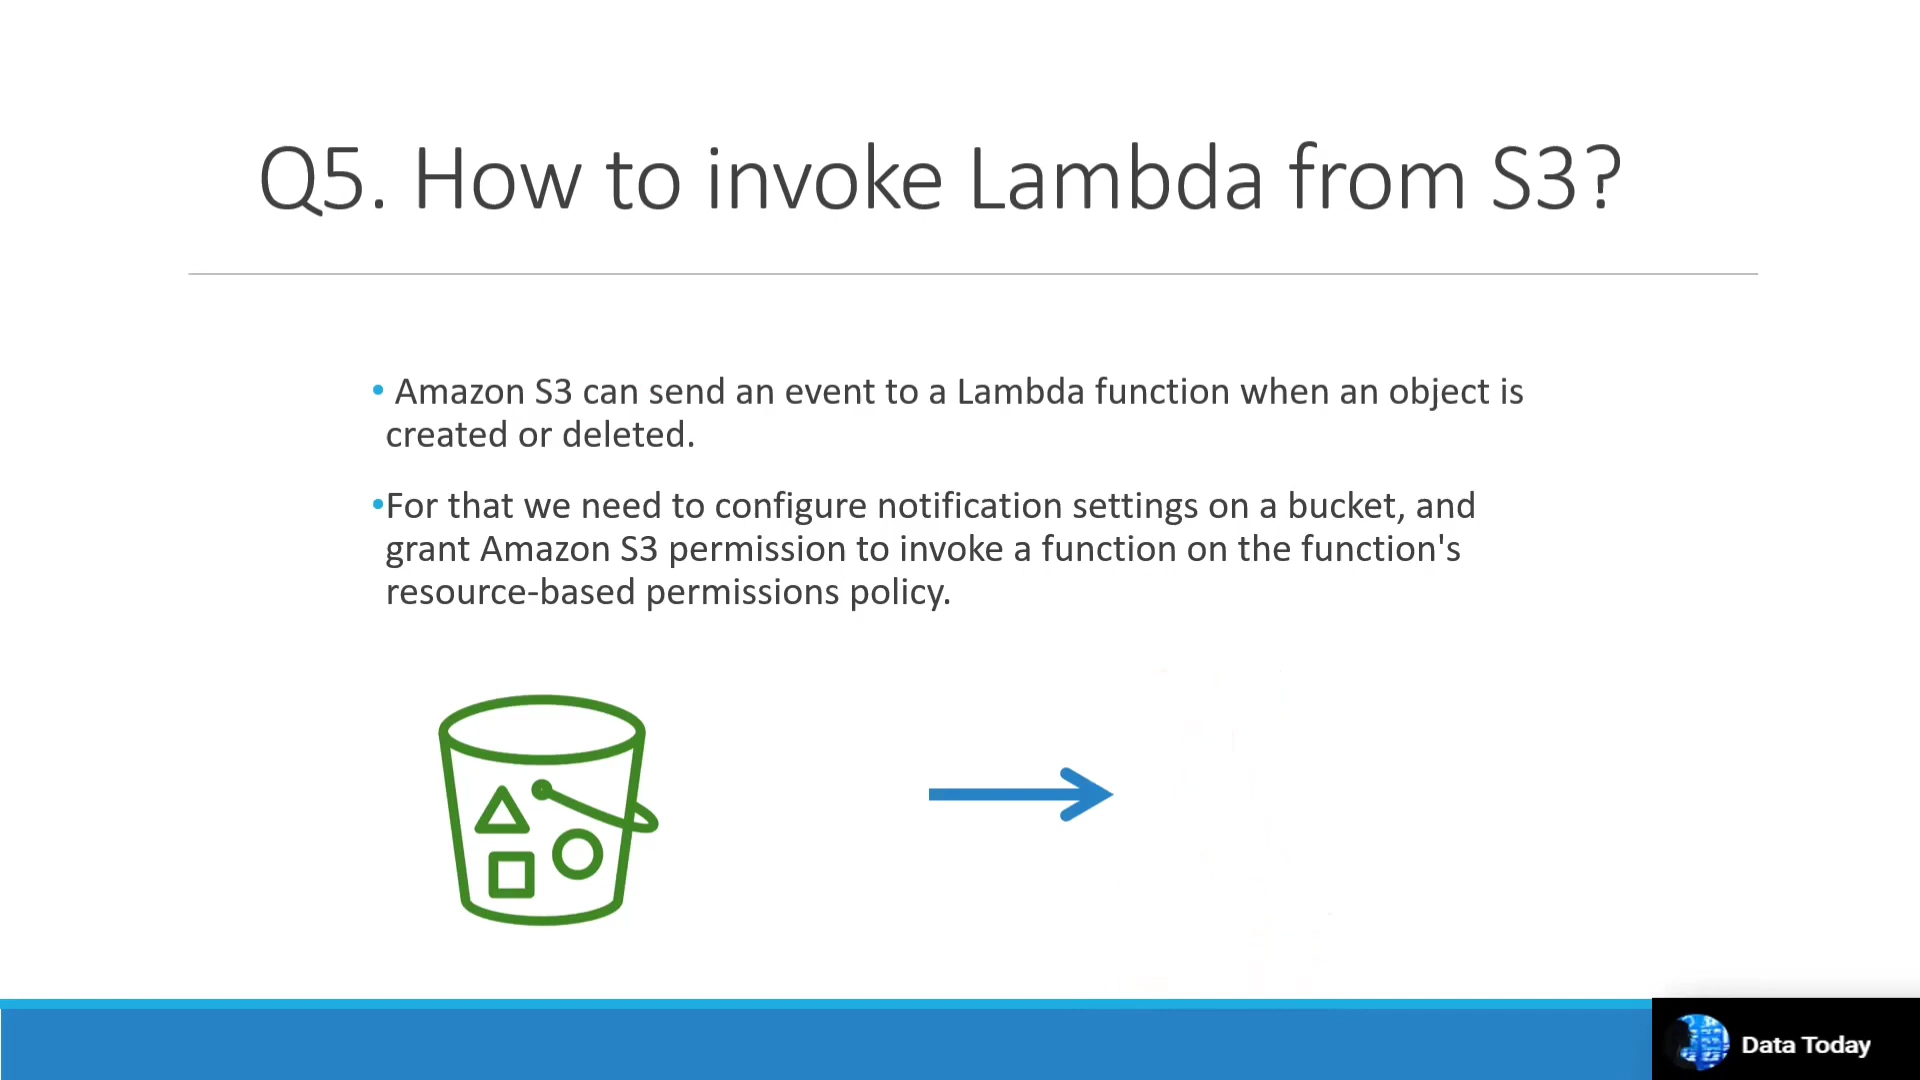 Q5. How to invoke Lambda from S3?
• Amazon S3 can send an event to a Lambda function when an object is
created or deleted.
•For that we need to configure notification settings on a bucket, and
grant Amazon S3 permission to invoke a function on the function's
resource-based permissions policy.
Data Today